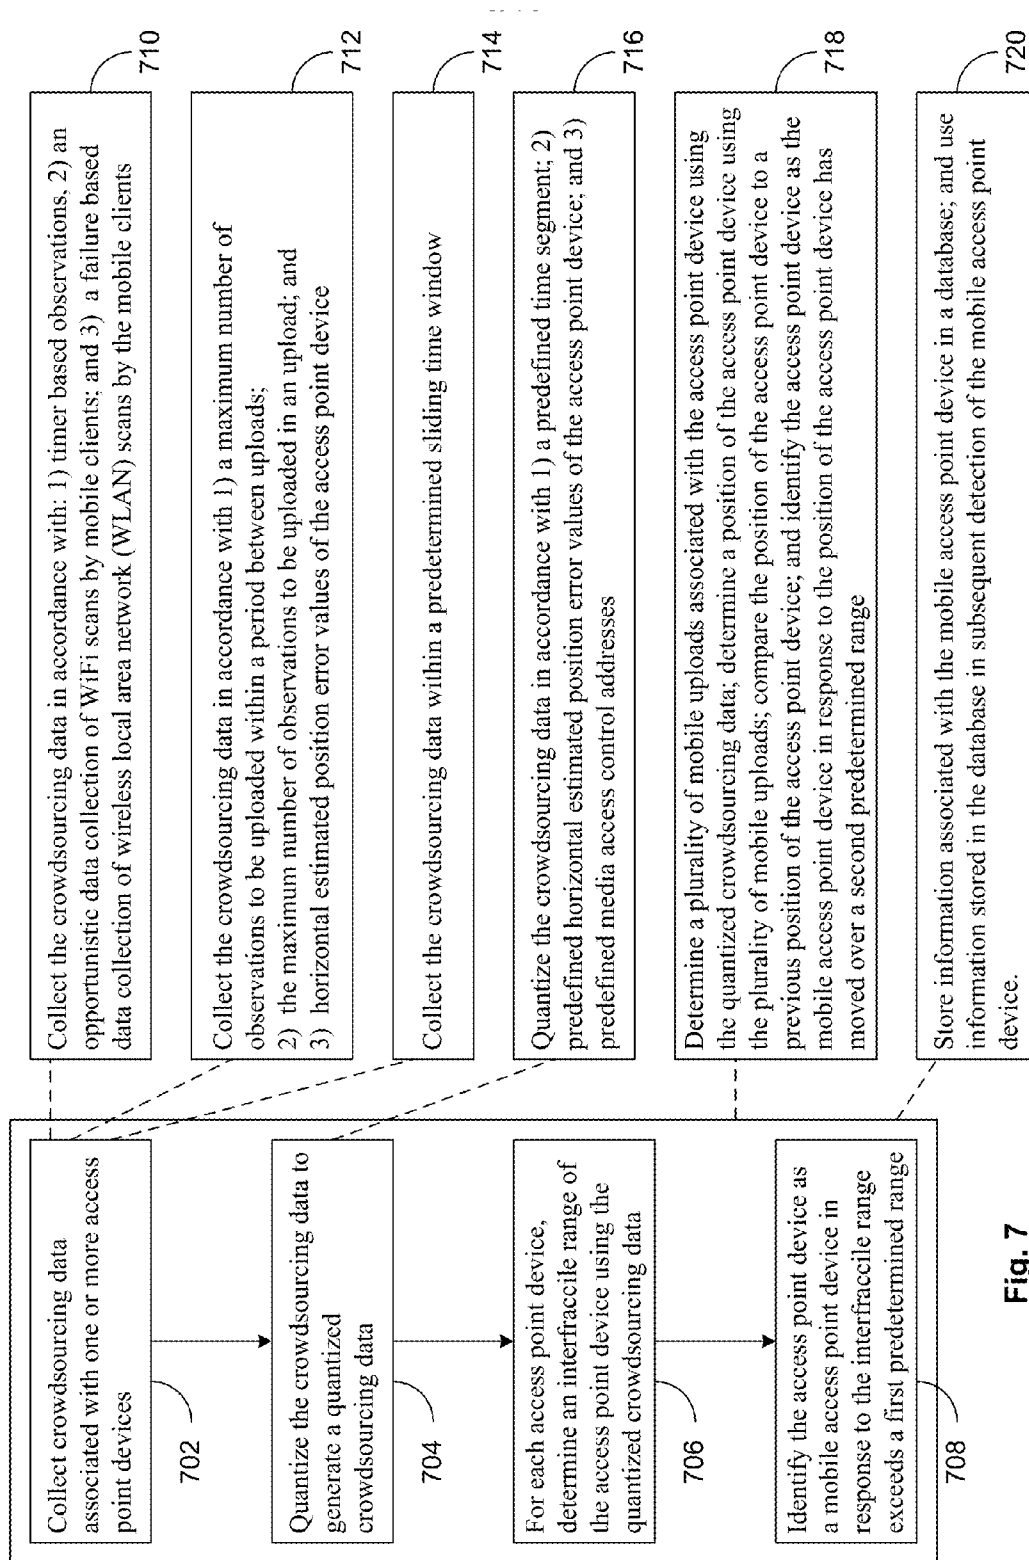 Collect crowdsourcing data
associated with one or more access
point devices
702
Quantize the crowdsourcing data to
generate a quantized
crowdsourcing data
704
For each access point device,
determine an interfraccile range of
the access point device using the
quantized crowdsourcing data
706
Identify the access point device as
a mobile access point device in
response to the interfraccile range
exceeds a first predetermined range
708
Collect the crowdsourcing data in accordance with: 1) timer based observations, 2) an
opportunistic data collection of WiFi scans by mobile clients; and 3) a failure based
data collection of wireless local area network (WLAN) scans by the mobile clients
710
Collect the crowdsourcing data in accordance with 1) a maximum number of
observations to be uploaded within a period between uploads;
2) the maximum number of observations to be uploaded in an upload; and
3) horizontal estimated position error values of the access point device
712
Collect the crowdsourcing data within a predetermined sliding time window
714
Quantize the crowdsourcing data in accordance with 1) a predefined time segment; 2)
predefined horizontal estimated position error values of the access point device; and 3)
predefined media access control addresses
716
Determine a plurality of mobile uploads associated with the access point device using
the quantized crowdsourcing data; determine a position of the access point device using
the plurality of mobile uploads; compare the position of the access point device to a
previous position of the access point device; and identify the access point device as the
mobile access point device in response to the position of the access point device has
moved over a second predetermined range
718
Store information associated with the mobile access point device in a database; and use
information stored in the database in subsequent detection of the mobile access point
device.
720
Fig. 7